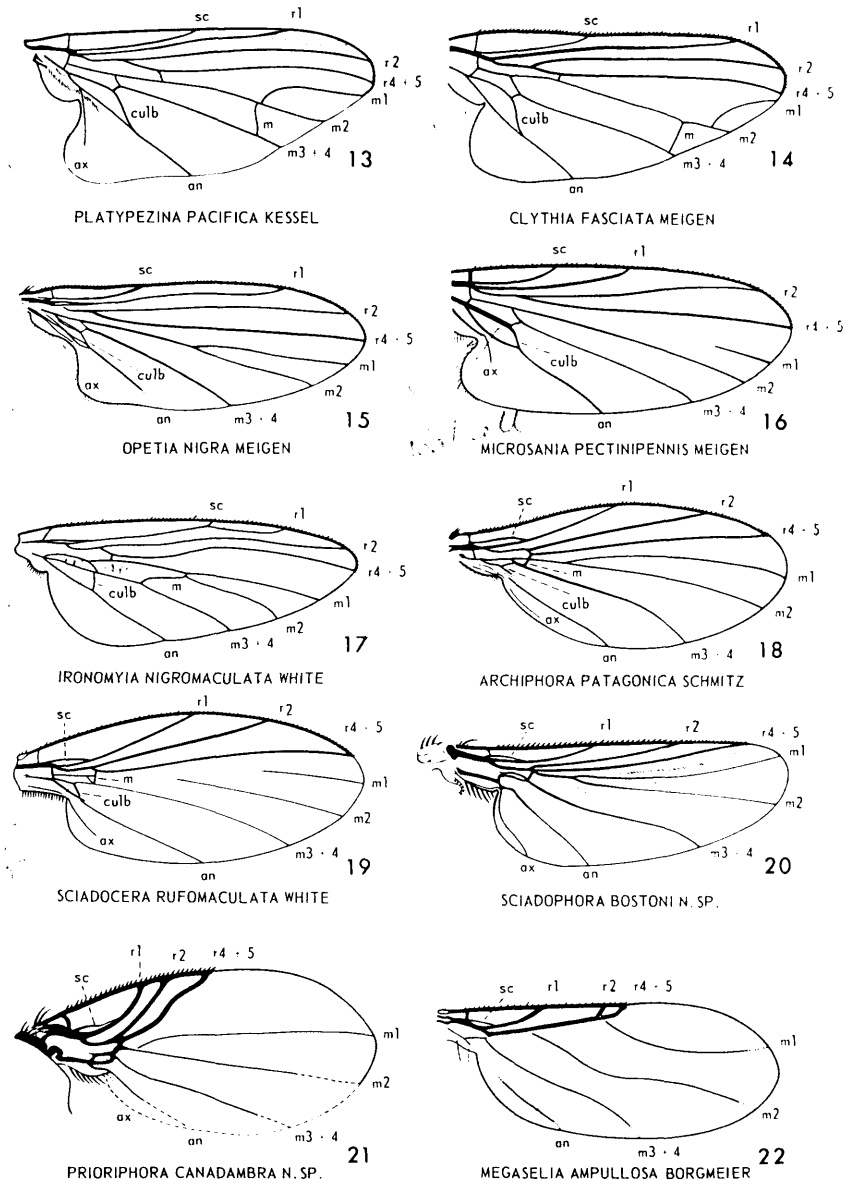 sc
r1
r2
r4 + 5
m1
m2
m
m3 + 4
culb
ax
an
13
PLATYPEZINA PACIFICA KESSEL
sc
r1
r2
r4 + 5
m1
m2
m
m3 + 4
culb
an
14
CLYTHIA FASCIATA MEIGEN
sc
r1
r2
r4 + 5
m1
m2
m3 + 4
culb
ax
an
15
OPETIA NIGRA MEIGEN
sc
r1
r2
r4 + 5
m1
m2
m3 + 4
culb
ax
an
16
MICROSANIA PECTINIPENNIS MEIGEN
sc
r1
r2
r4 + 5
m1
m2
m
m3 + 4
culb
an
17
IRONOMYIA NIGROMACULATA WHITE
sc
r1
r2
r4 + 5
m
m1
m2
culb
ax
m3 + 4
an
18
ARCHIPHORA PATAGONICA SCHMITZ
sc
r1
r2
r4 + 5
m
m1
culb
m2
ax
m3 + 4
an
19
SCIADOCERA RUFOMACULATA WHITE
sc
r1
r2
r4 + 5
m1
m2
m3 + 4
ax
an
20
SCIADOPHORA BOSTONI N. SP.
sc
r1
r2
r4 + 5
m1
m2
ax
an
m3 + 4
21
PRIORIPHORA CANADAMBRA N. SP.
sc
r1
r2
r4 + 5
m1
m2
an
m3 + 4
22
MEGASELIA AMPULLOSA BORGMEIER